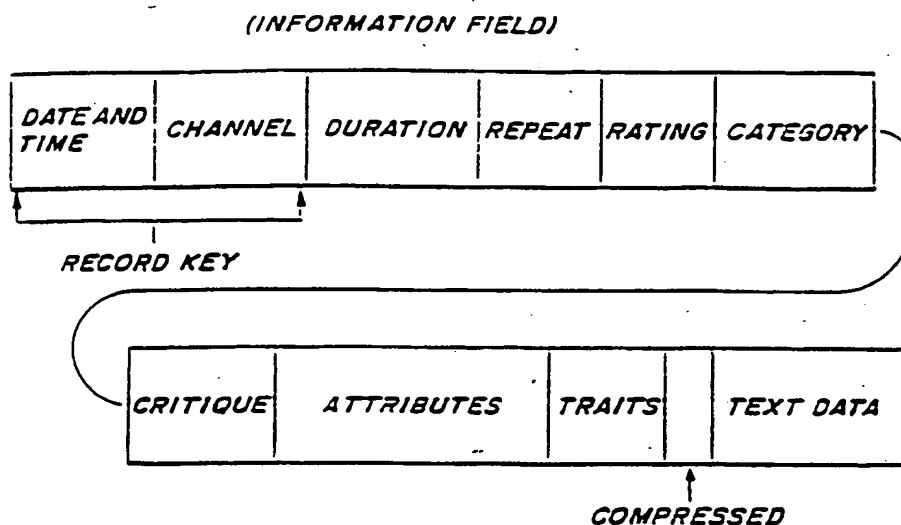 (INFORMATION FIELD)
DATE AND TIME
CHANNEL
DURATION
REPEAT
RATING
CATEGORY
RECORD KEY
CRITIQUE
ATTRIBUTES
TRAITS
TEXT DATA
COMPRESSED